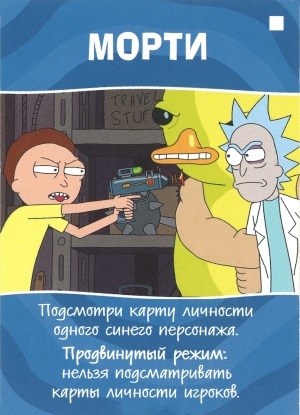 МОРТИ
TRAVEL
STUFF
Подсмотри карту личности
одного синего персонажа.
Продвинутый режим:
нельзя подсматривать
карты личности игроков.